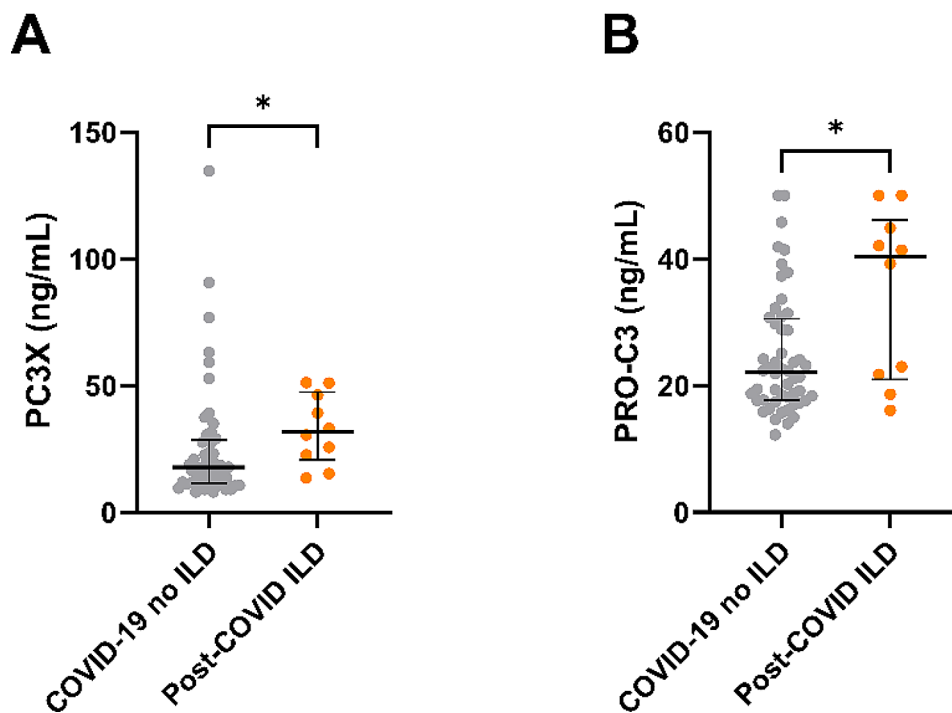 A
*
PC3X (ng/mL)
150
100
50
0
COVID-19 no ILD
Post-COVID ILD
B
*
PRO-C3 (ng/mL)
60
40
20
0
COVID-19 no ILD
Post-COVID ILD